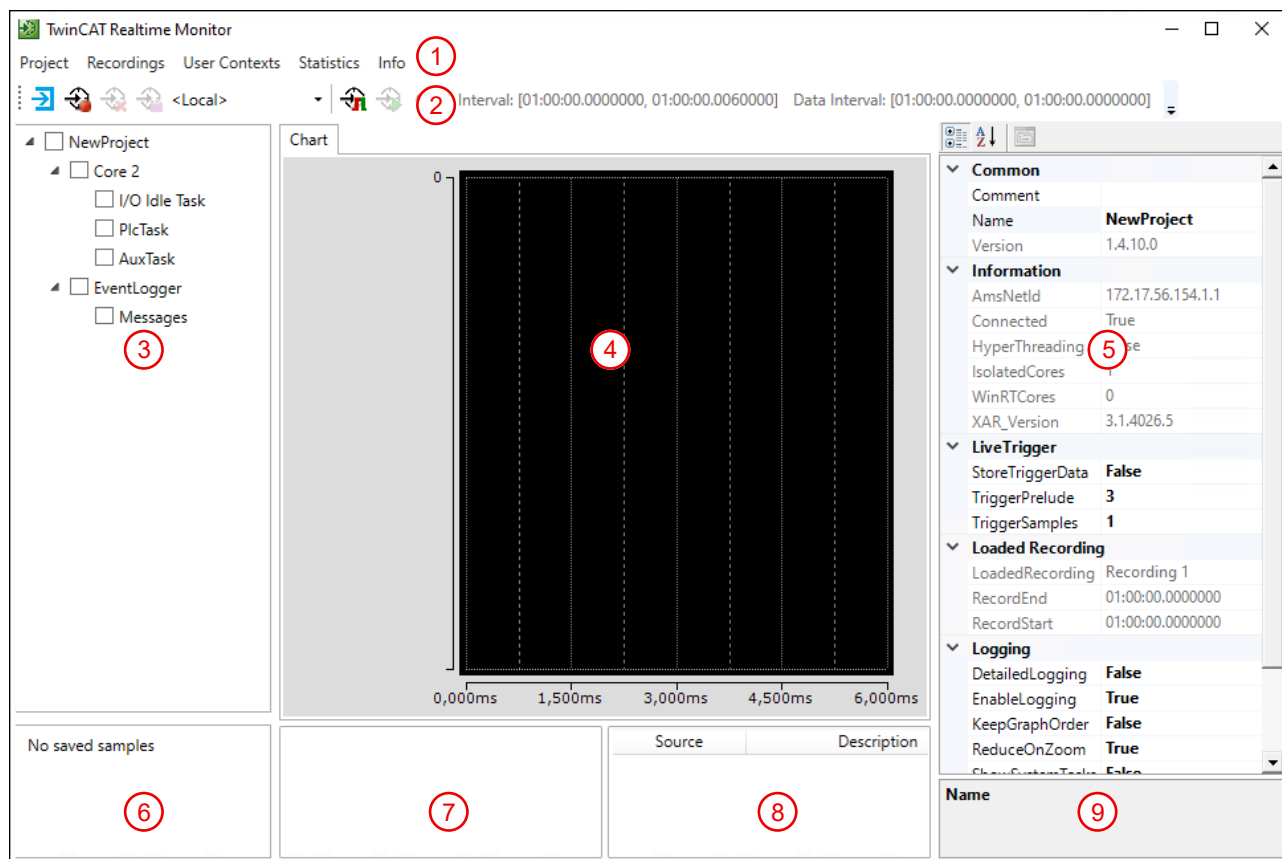 TwinCAT Realtime Monitor
Project Recordings User Contexts Statistics Info
1
<Local> Interval: [01:00:00.0000000, 01:00:00.0060000] Data Interval: [01:00:00.0000000, 01:00:00.0000000]
2
NewProject
Core 2
I/O Idle Task
PlcTask
AuxTask
EventLogger
Messages
3
Chart
0
4
0,000ms 1,500ms 3,000ms 4,500ms 6,000ms
Common
Comment
Name NewProject
Version 1.4.10.0
Information
AmsNetId 172.17.56.154.1.1
Connected True
HyperThreading
5
IsolatedCores
WinRTCores 0
XAR_Version 3.1.4026.5
LiveTrigger
StoreTriggerData False
TriggerPrelude 3
TriggerSamples 1
Loaded Recording
LoadedRecording Recording 1
RecordEnd 01:00:00.0000000
RecordStart 01:00:00.0000000
Logging
DetailedLogging False
EnableLogging True
KeepGraphOrder False
ReduceOnZoom True
ShowSystemTasks False
No saved samples
6
7
Source Description
8
Name
9